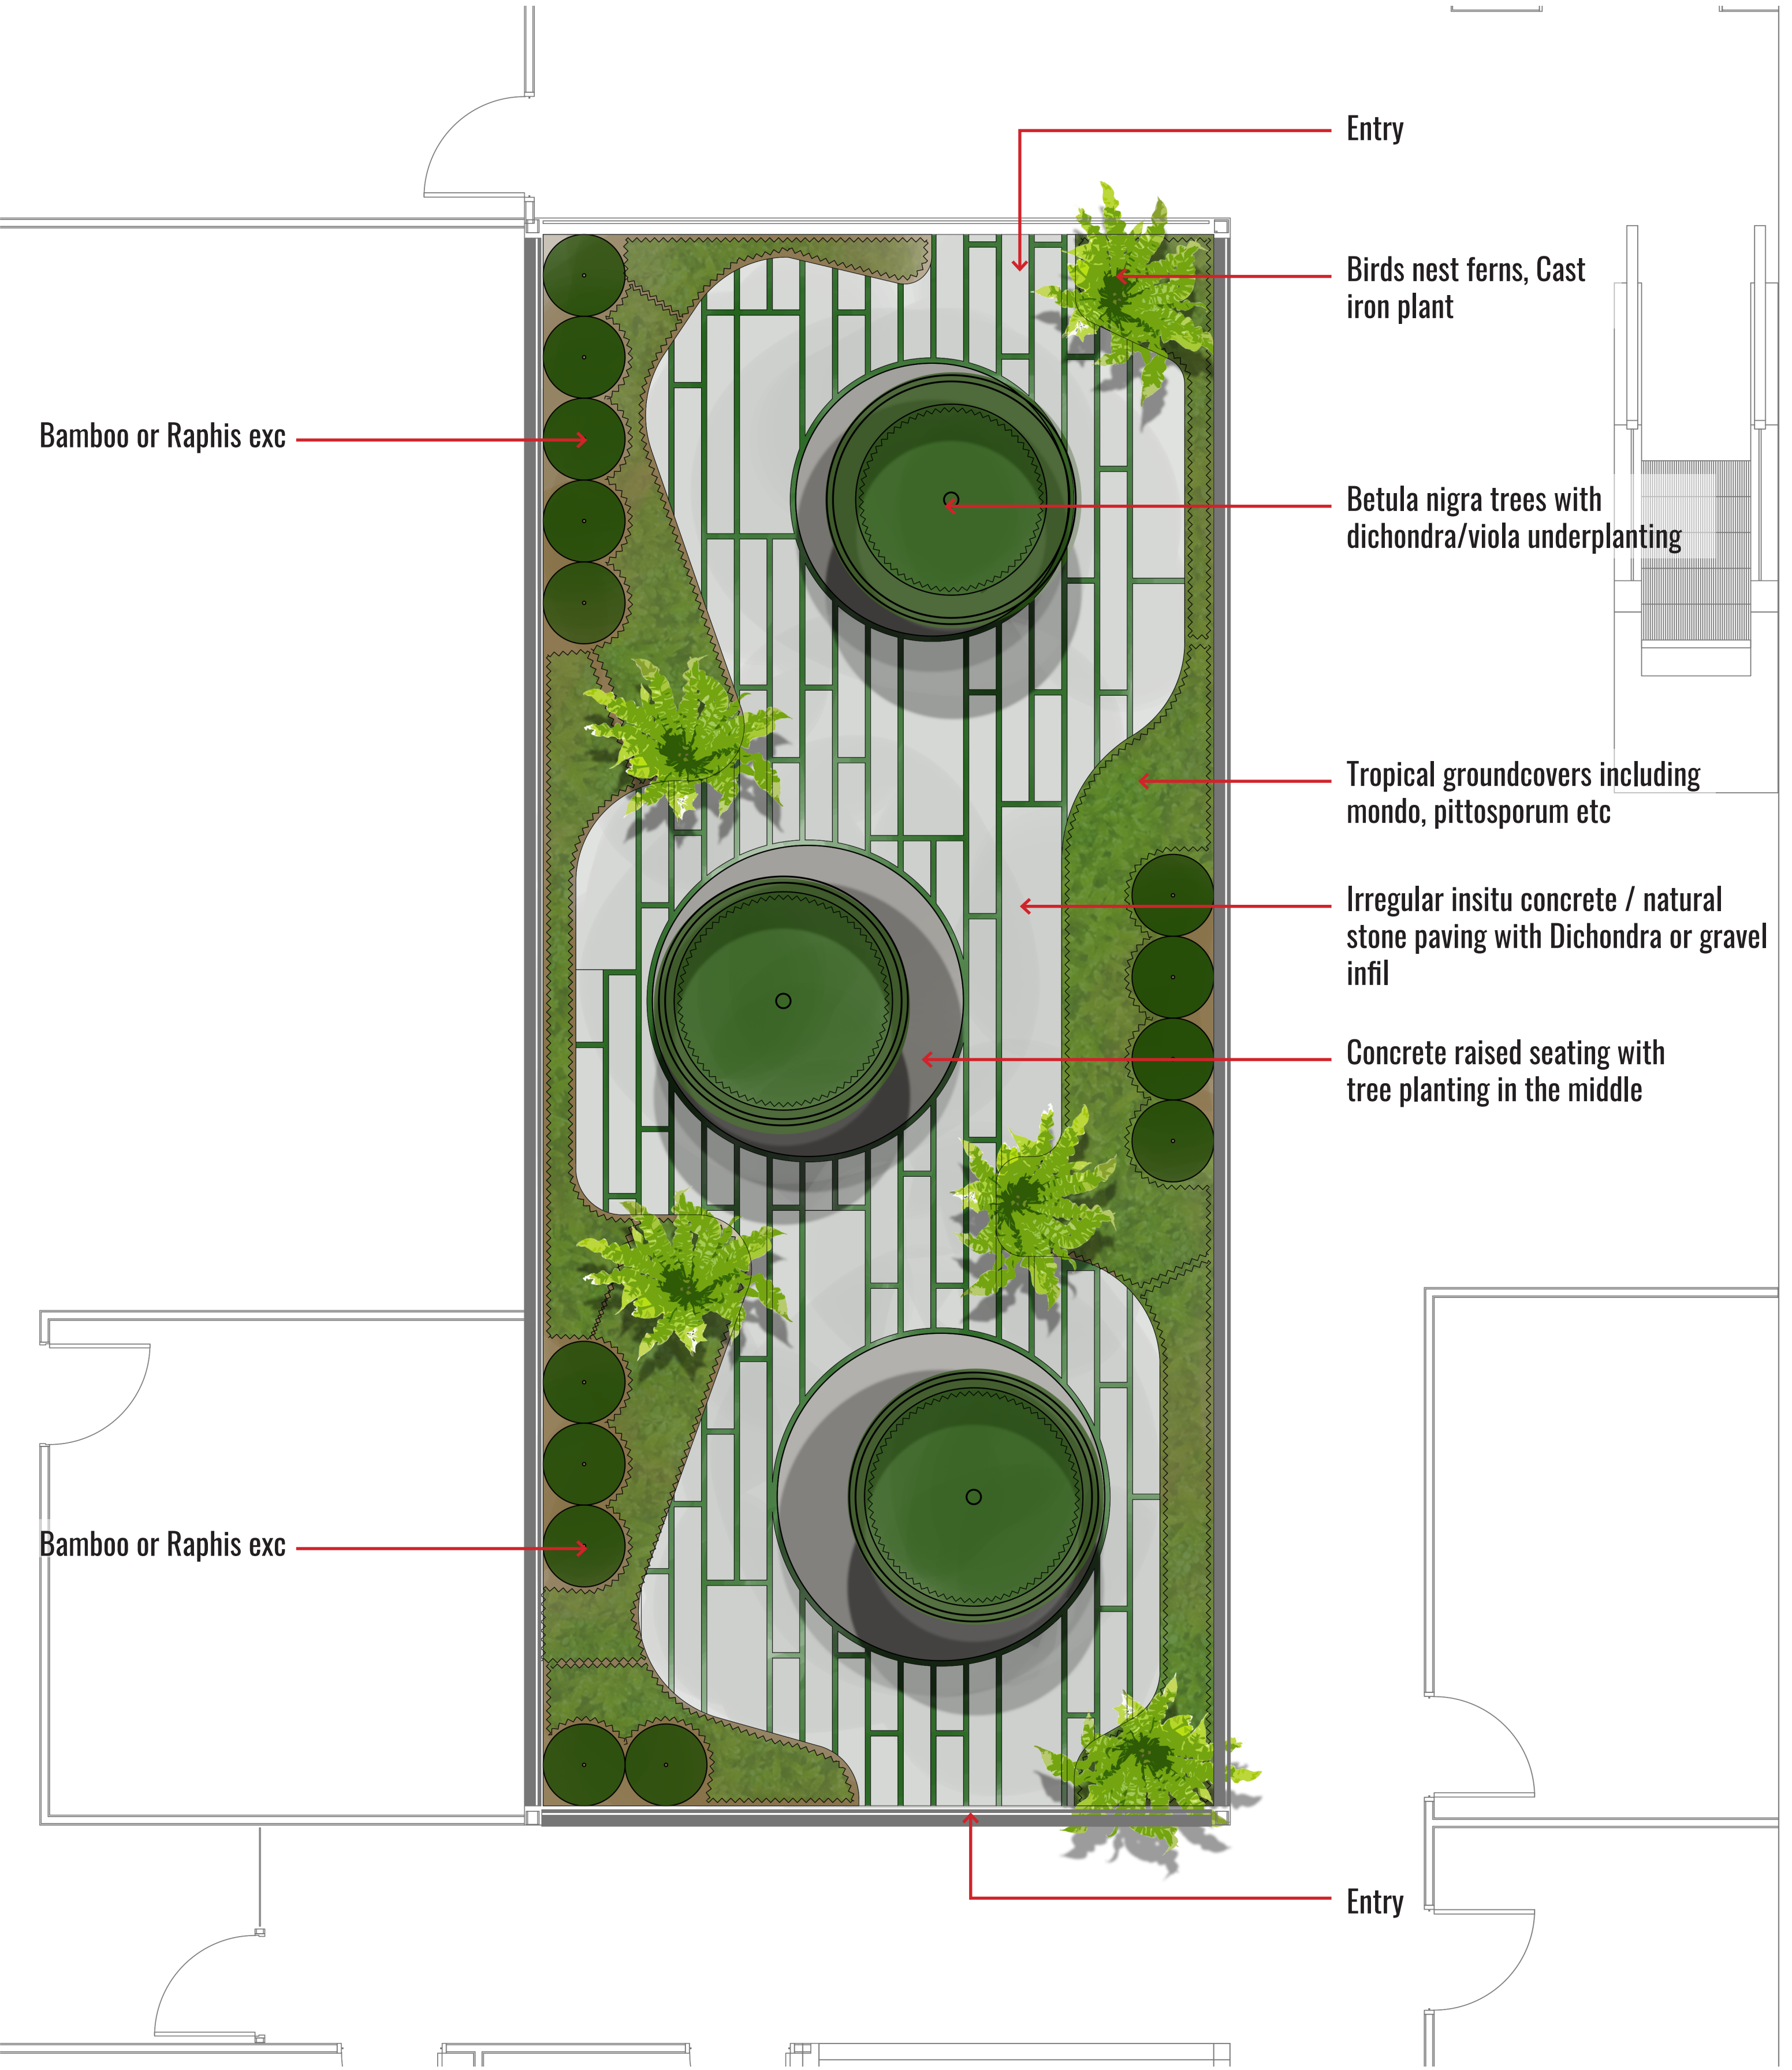 Entry
Birds nest ferns, Cast
iron plant
Bamboo or Raphis exc
Betula nigra trees with
dichondra/viola underplanting
Tropical groundcovers including
mondo, pittosporum etc
Irregular insitu concrete / natural
stone paving with Dichondra or gravel
infil
Concrete raised seating with
tree planting in the middle
Bamboo or Raphis exc
Entry